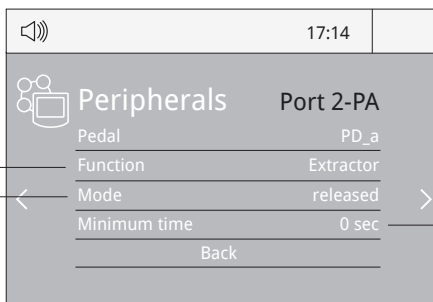 17:14
Peripherals Port 2-PA
Pedal PD_a
Function Extractor
Mode released
Minimum time 0 sec
Back